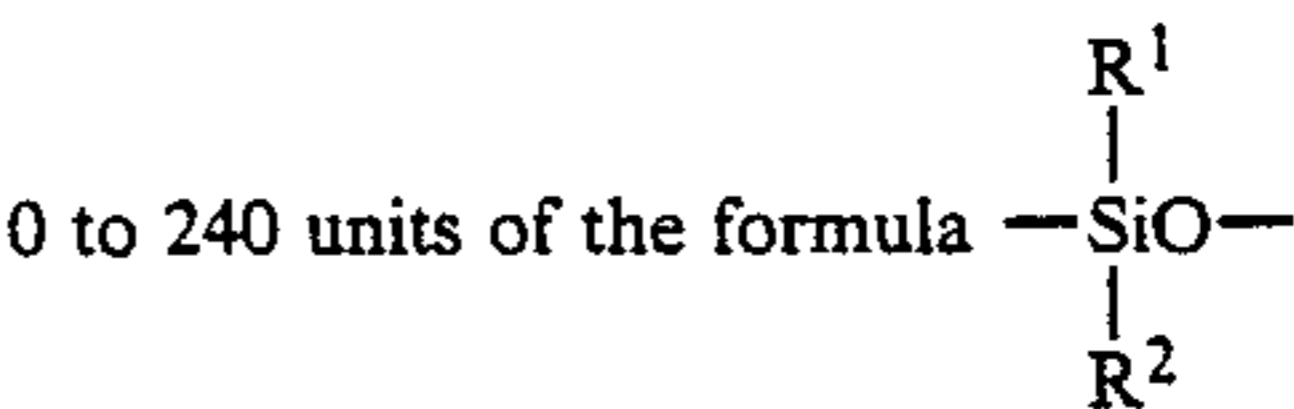 R¹
0 to 240 units of the formula —SiO—
R²